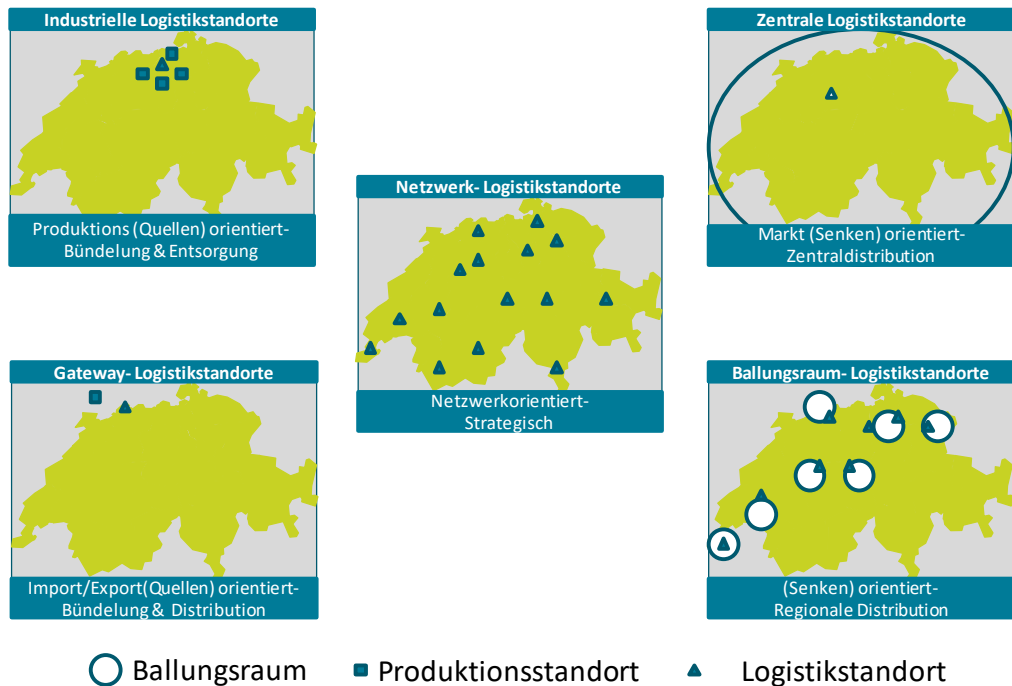 Industrielle Logistikstandorte
Produktions (Quellen) orientiert-
Bündelung & Entsorgung
Zentrale Logistikstandorte
Markt (Senken) orientiert-
Zentraldistribution
Netzwerk- Logistikstandorte
Netzwerkorientiert-
Strategisch
Gateway- Logistikstandorte
Import/Export(Quellen) orientiert-
Bündelung & Distribution
Ballungsraum- Logistikstandorte
(Senken) orientiert-
Regionale Distribution
Ballungsraum
Produktionsstandort
Logistikstandort